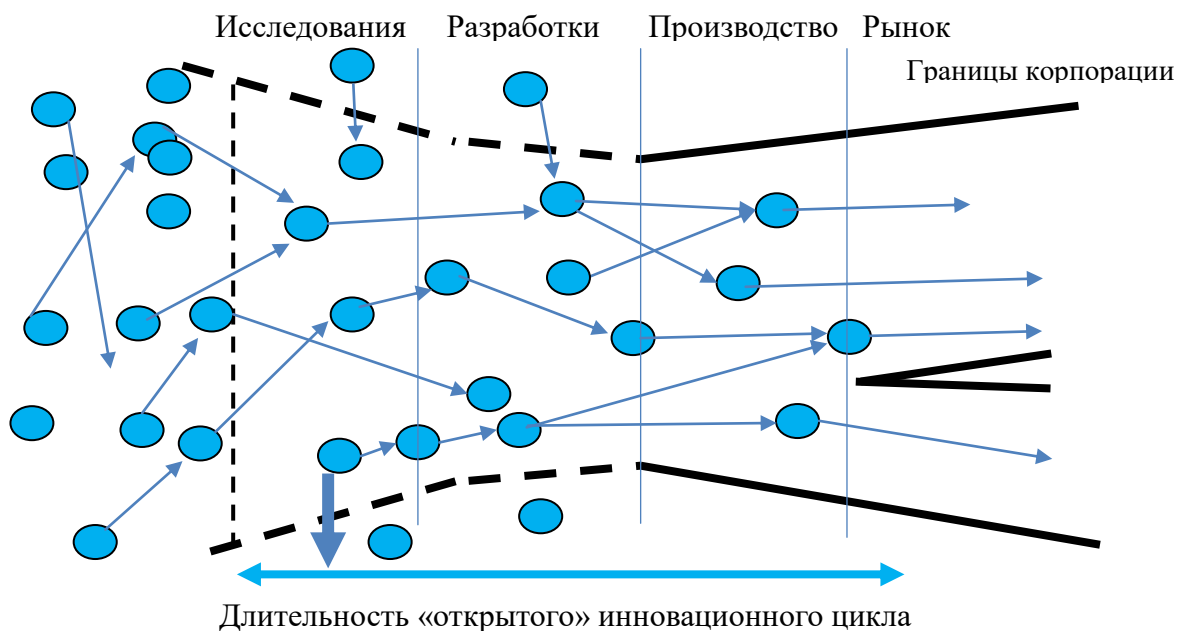 Исследования Разработки Производство Рынок
Границы корпорации
Длительность «открытого» инновационного цикла